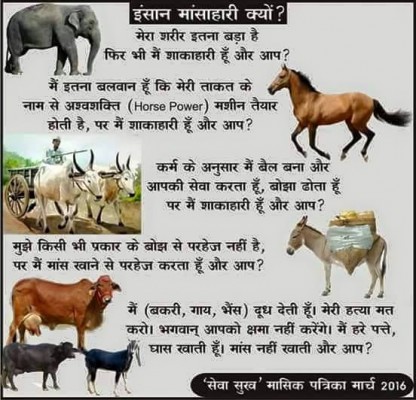 इंसान मांसाहारी क्यों?
मेरा शरीर इतना बड़ा है
फिर भी मैं शाकाहारी हूँ और आप?
मैं इतना बलवान हूँ कि मेरी ताकत के
नाम से अश्वशक्ति (Horse Power) मशीन तैयार
होती है, पर मैं शाकाहारी हूँ और आप?
कर्म के अनुसार मैं बैल बना और
आपकी सेवा करता हूँ, बोझा ढोता हूँ
पर मैं शाकाहारी हूँ और आप?
मुझे किसी भी प्रकार के बोझ से परहेज नहीं है,
पर मैं मांस खाने से परहेज करता हूँ और आप?
मैं (बकरी, गाय, भैंस) दूध देती हूँ। मेरी हत्या मत
करो। भगवान् आपको क्षमा नहीं करेंगे। मैं हरे पत्ते,
घास खाती हूँ। मांस नहीं खाती और आप?
'सेवा सुरव' मासिक पत्रिका मार्च 2016